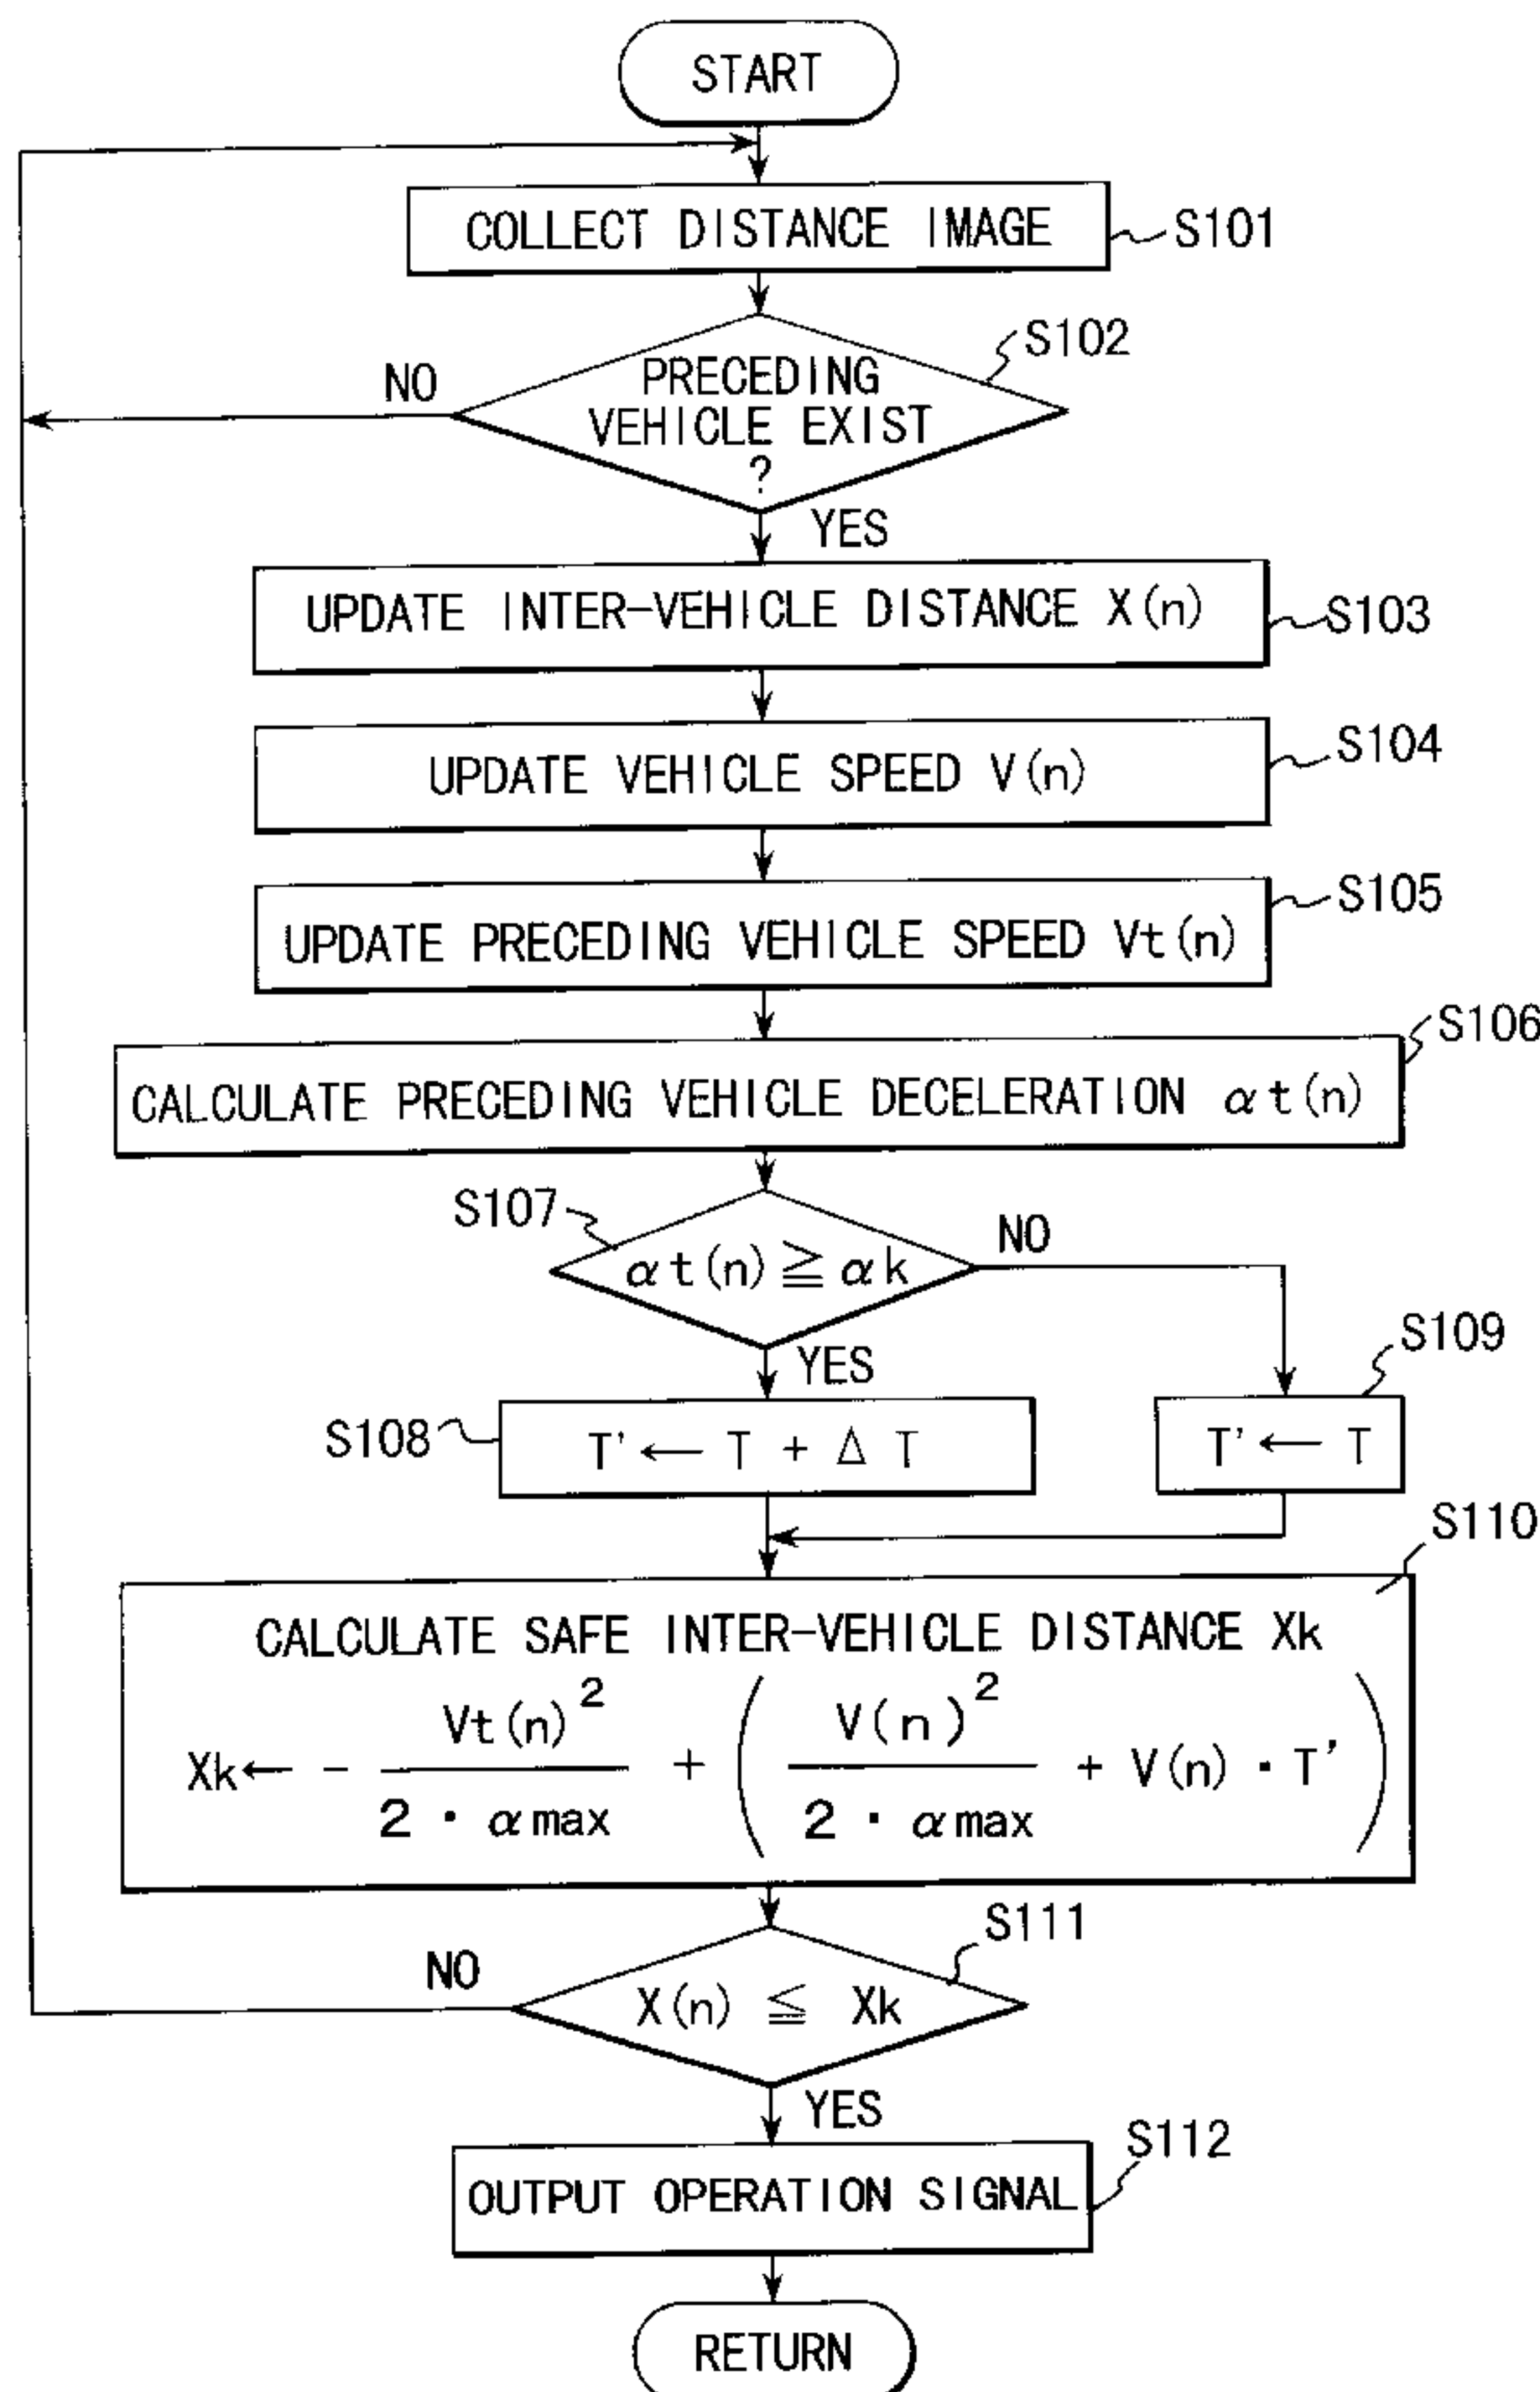 START
COLLECT DISTANCE IMAGE
S101
S102
NO
PRECEDING
VEHICLE EXIST
?
YES
UPDATE INTER-VEHICLE DISTANCE X(n)
S103
UPDATE VEHICLE SPEED V(n)
S104
UPDATE PRECEDING VEHICLE SPEED Vt(n)
S105
S106
CALCULATE PRECEDING VEHICLE DECELERATION αt(n)
S107
NO
αt(n) ≧ αk
YES
S109
S108
T' ← T + Δ T
T' ← T
S110
CALCULATE SAFE INTER-VEHICLE DISTANCE Xk
Xk ← - Vt(n)² / 2 · αmax + ( V(n)² / 2 · αmax + V(n) · T' )
S111
NO
X(n) ≦ Xk
YES
S112
OUTPUT OPERATION SIGNAL
RETURN